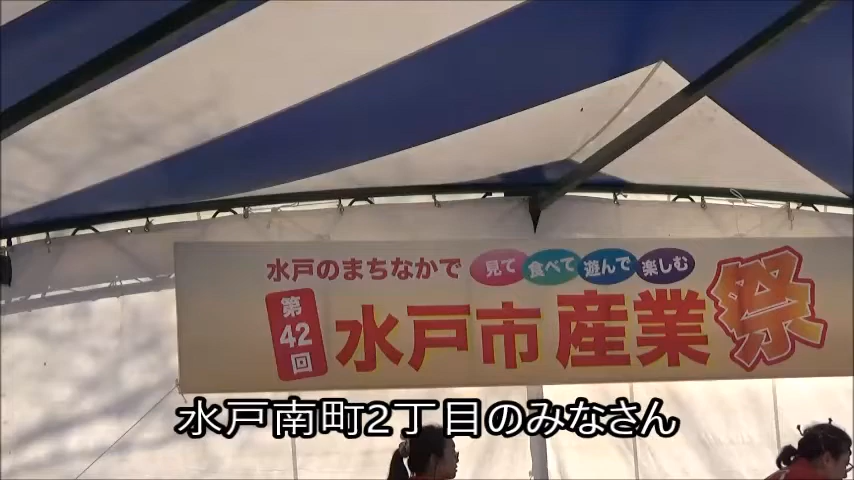 水戸のまちなかで 見て 食べて 遊んで 楽しむ
第42回 水戸市産業祭
水戸南町2丁目のみなさん